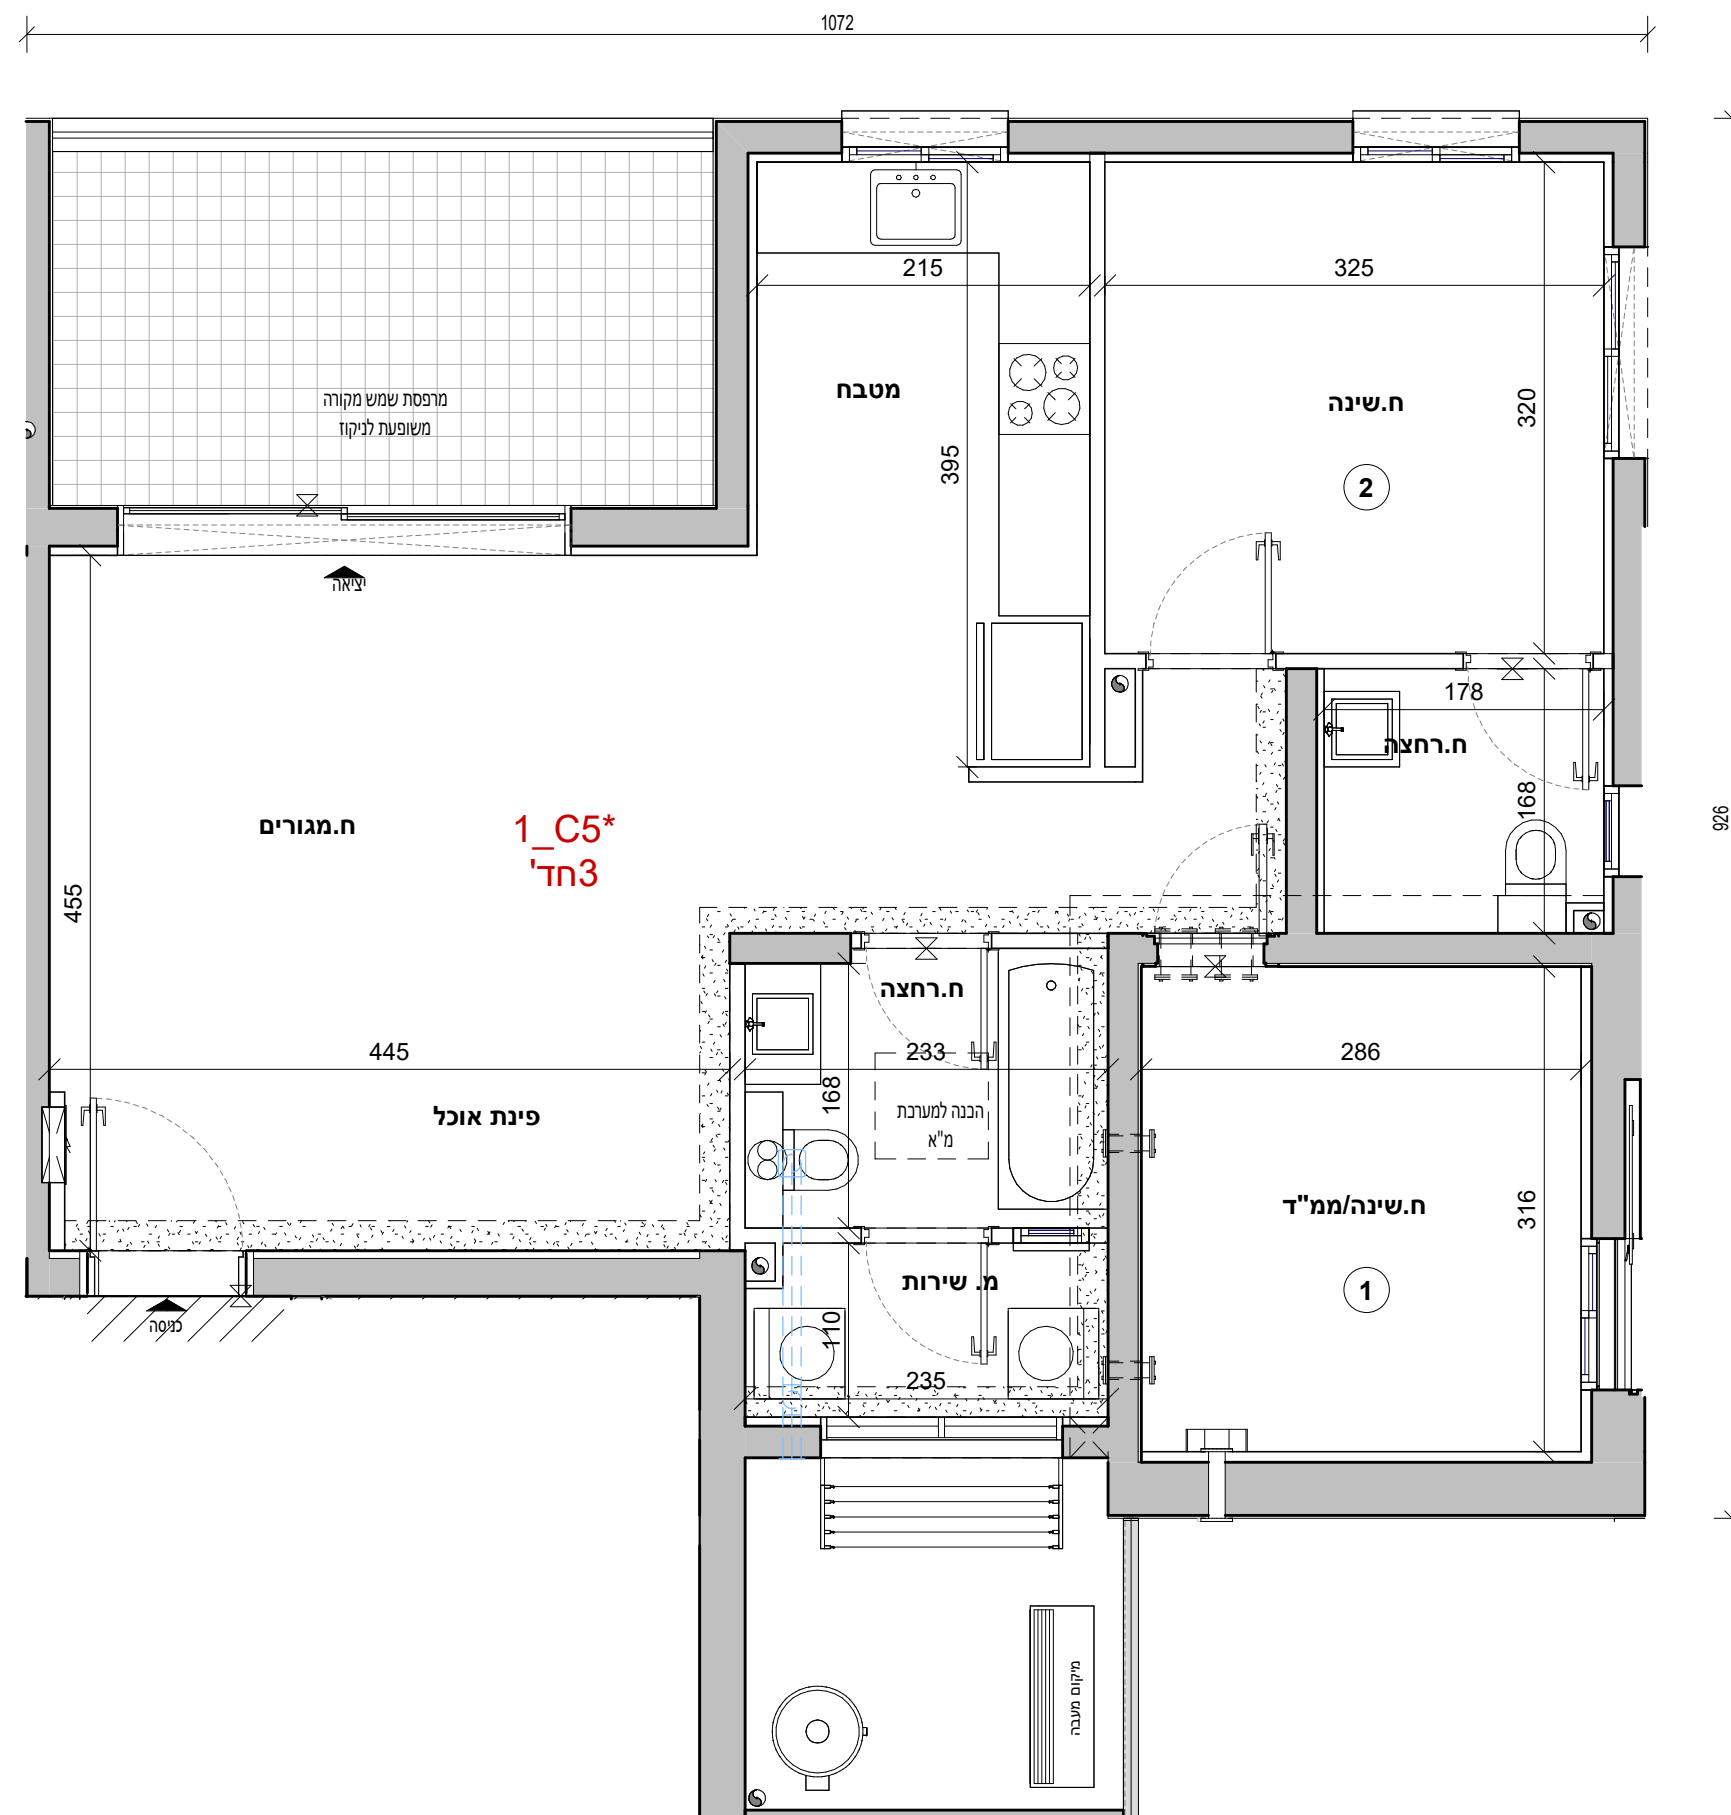 1072
215
325
מרפסת שמש מקורה
משופעת לניקוז
מטבח
ח.שינה
320
395
2
יציאה
178
ח.רחצה
168
926
ח.מגורים
1_C5*
3חד'
455
ח.רחצה
445
233
286
168
הכנה למערכת
מ"א
פינת אוכל
ח.שינה/ממ"ד
316
מ. שירות
1
110
כניסה
235
מיקום מעבה